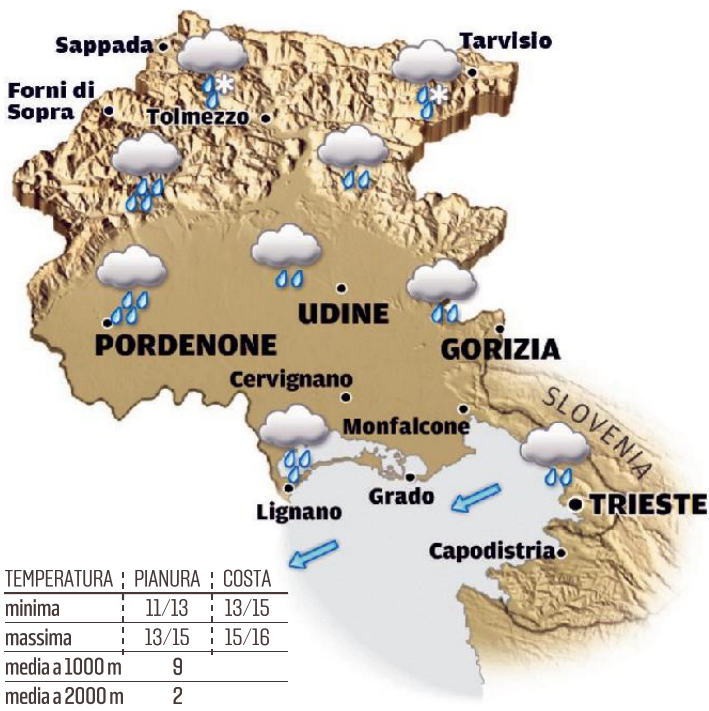 Sappada
Tarvisio
Forni di
Sopra
Tolmezzo
UDINE
PORDENONE
GORIZIA
Cervignano
SLOVENIA
Monfalcone
Grado
Lignano
TRIESTE
Capodistria
TEMPERATURA PIANURA COSTA
minima 11/13 13/15
massima 13/15 15/16
media a 1000 m 9
media a 2000 m 2